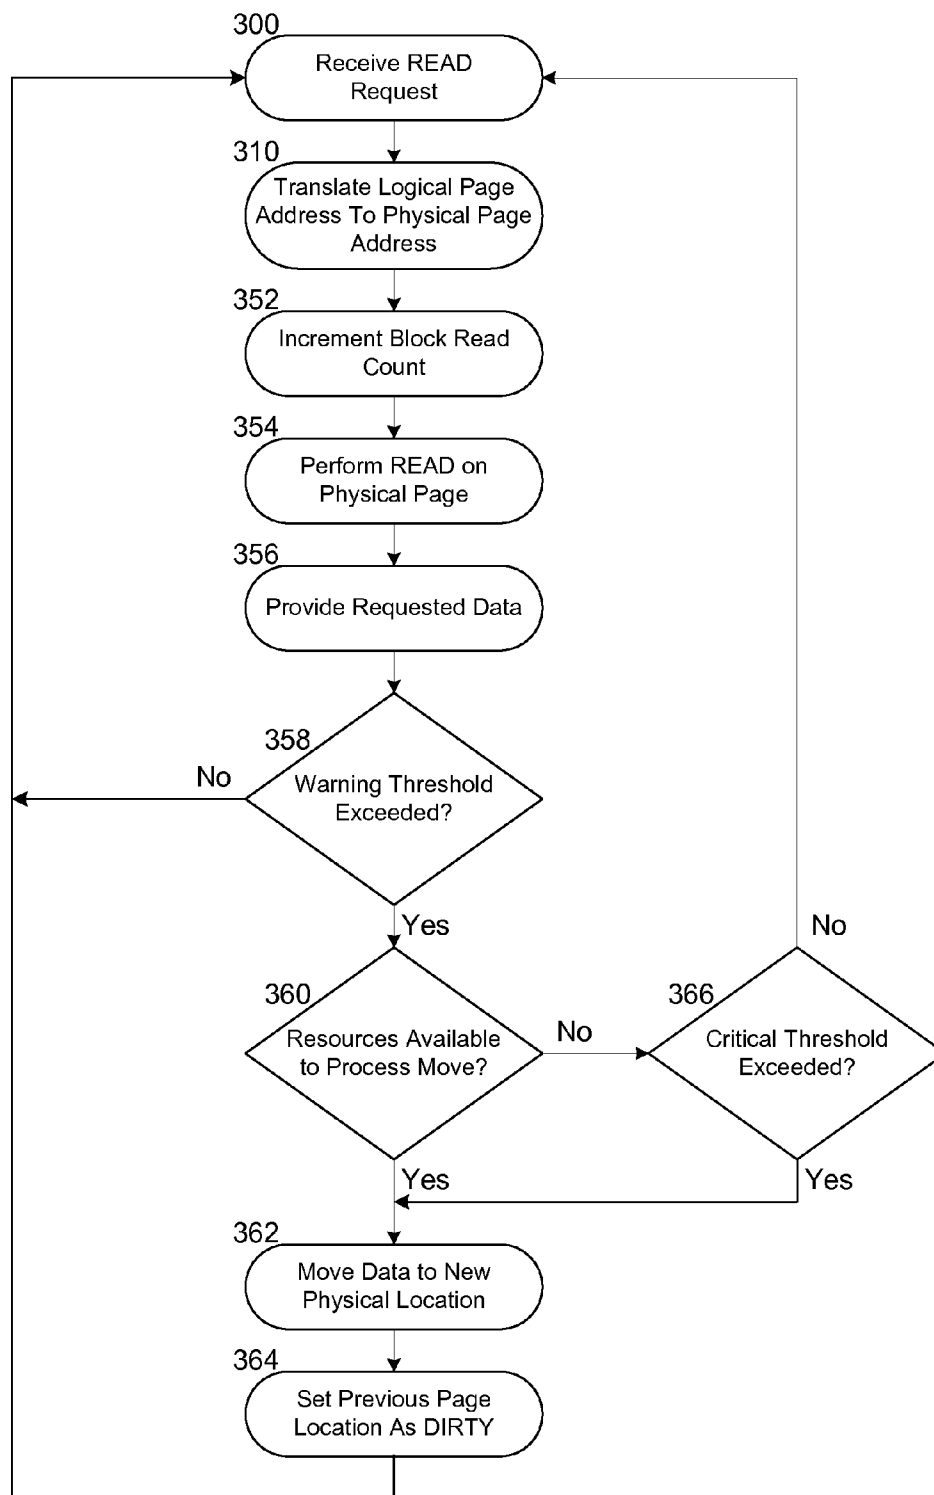 300
Receive READ
Request
310
Translate Logical Page
Address To Physical Page
Address
352
Increment Block Read
Count
354
Perform READ on
Physical Page
356
Provide Requested Data
358
No
Warning Threshold
Exceeded?
Yes
No
360
366
Resources Available
to Process Move?
No
Critical Threshold
Exceeded?
Yes
Yes
362
Move Data to New
Physical Location
364
Set Previous Page
Location As DIRTY